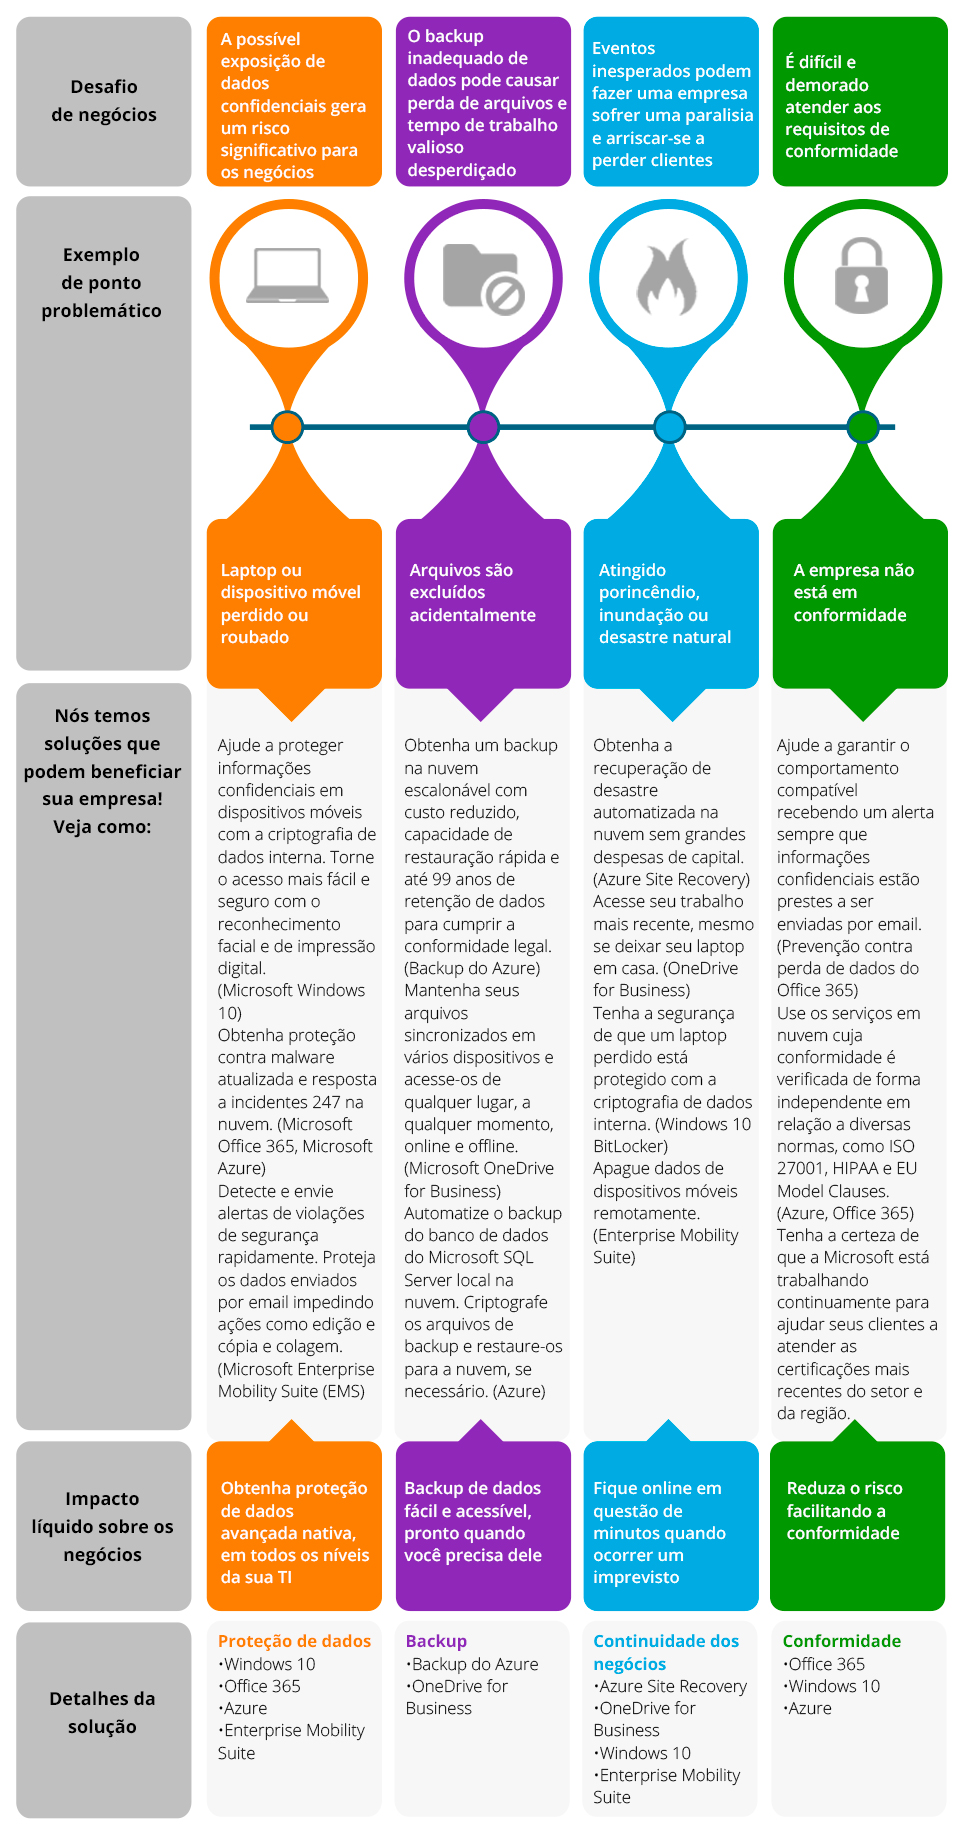 Desafio
de negócios
A possível
exposição de
dados
confidenciais gera
um risco
significativo para
os negócios
O backup
inadequado de
dados pode causar
perda de arquivos e
tempo de trabalho
valioso
desperdiçado
Eventos
inesperados podem
fazer uma empresa
sofrer uma paralisia
e arriscar-se a
perder clientes
É difícil e
demorado
atender aos
requisitos de
conformidade
Exemplo
de ponto
problemático
Laptop ou
dispositivo móvel
perdido ou
roubado
Arquivos são
excluídos
acidentalmente
Atingido
porincêndio,
inundação ou
desastre natural
A empresa não
está em
conformidade
Nós temos
soluções que
podem beneficiar
sua empresa!
Veja como:
Ajude a proteger
informações
confidenciais em
dispositivos móveis
com a criptografia de
dados interna. Torne
o acesso mais fácil e
seguro com o
reconhecimento
facial e de impressão
digital.
(Microsoft Windows
10)
Obtenha proteção
contra malware
atualizada e resposta
a incidentes 247 na
nuvem. (Microsoft
Office 365, Microsoft
Azure)
Detecte e envie
alertas de violações
de segurança
rapidamente. Proteja
os dados enviados
por email impedindo
ações como edição e
cópia e colagem.
(Microsoft Enterprise
Mobility Suite (EMS)
Obtenha um backup
na nuvem
escalonável com
custo reduzido,
capacidade de
restauração rápida e
até 99 anos de
retenção de dados
para cumprir a
conformidade legal.
(Backup do Azure)
Mantenha seus
arquivos
sincronizados em
vários dispositivos e
acesse-os de
qualquer lugar, a
qualquer momento,
online e offline.
(Microsoft OneDrive
for Business)
Automatize o backup
do banco de dados
do Microsoft SQL
Server local na
nuvem. Criptografe
os arquivos de
backup e restaure-os
para a nuvem, se
necessário. (Azure)
Obtenha a
recuperação de
desastre
automatizada na
nuvem sem grandes
despesas de capital.
(Azure Site Recovery)
Acesse seu trabalho
mais recente, mesmo
se deixar seu laptop
em casa. (OneDrive
for Business)
Tenha a segurança
de que um laptop
perdido está
protegido com a
criptografia de dados
interna. (Windows 10
BitLocker)
Apague dados de
dispositivos móveis
remotamente.
(Enterprise Mobility
Suite)
Ajude a garantir o
comportamento
compatível
recebendo um alerta
sempre que
informações
confidenciais estão
prestes a ser
enviadas por email.
(Prevenção contra
perda de dados do
Office 365)
Use os serviços em
nuvem cuja
conformidade é
verificada de forma
independente em
relação a diversas
normas, como ISO
27001, HIPAA e EU
Model Clauses.
(Azure, Office 365)
Tenha a certeza de
que a Microsoft está
trabalhando
continuamente para
ajudar seus clientes a
atender as
certificações mais
recentes do setor e
da região.
Impacto
líquido sobre os
negócios
Obtenha proteção
de dados
avançada nativa,
em todos os níveis
da sua TI
Backup de dados
fácil e acessível,
pronto quando
você precisa dele
Fique online em
questão de
minutos quando
ocorrer um
imprevisto
Reduza o risco
facilitando a
conformidade
Detalhes da
solução
Proteção de dados
•Windows 10
•Office 365
•Azure
•Enterprise Mobility
Suite
Backup
•Backup do Azure
•OneDrive for
Business
Continuidade dos
negócios
•Azure Site Recovery
•OneDrive for
Business
•Windows 10
•Enterprise Mobility
Suite
Conformidade
•Office 365
•Windows 10
•Azure